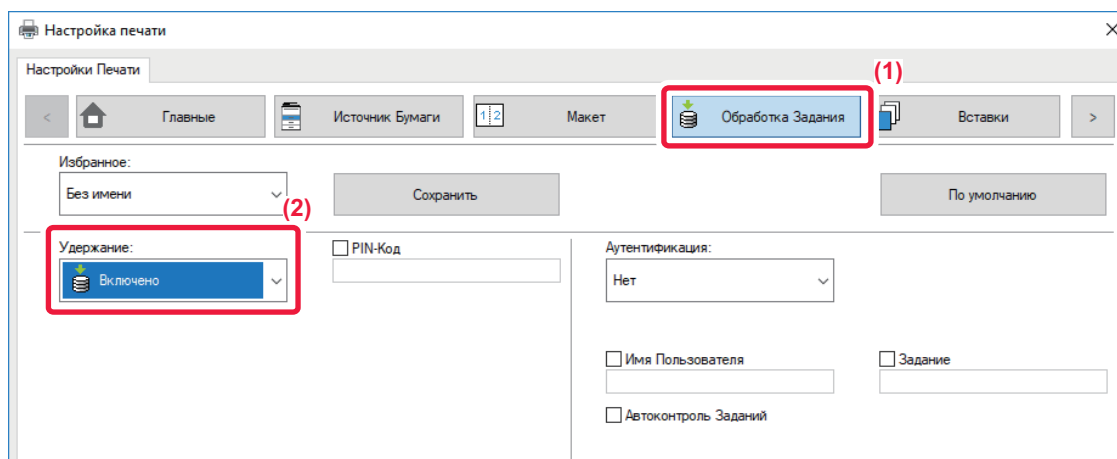 Настройка печати
Настройки Печати
(1)
< Главные Источник Бумаги 1 2 Макет Обработка Задания Вставки >
Избранное:
Без имени Сохранить По умолчанию
(2)
Удержание: PIN-Код Аутентификация:
Включено Нет
Имя Пользователя Задание
Автоконтроль Заданий